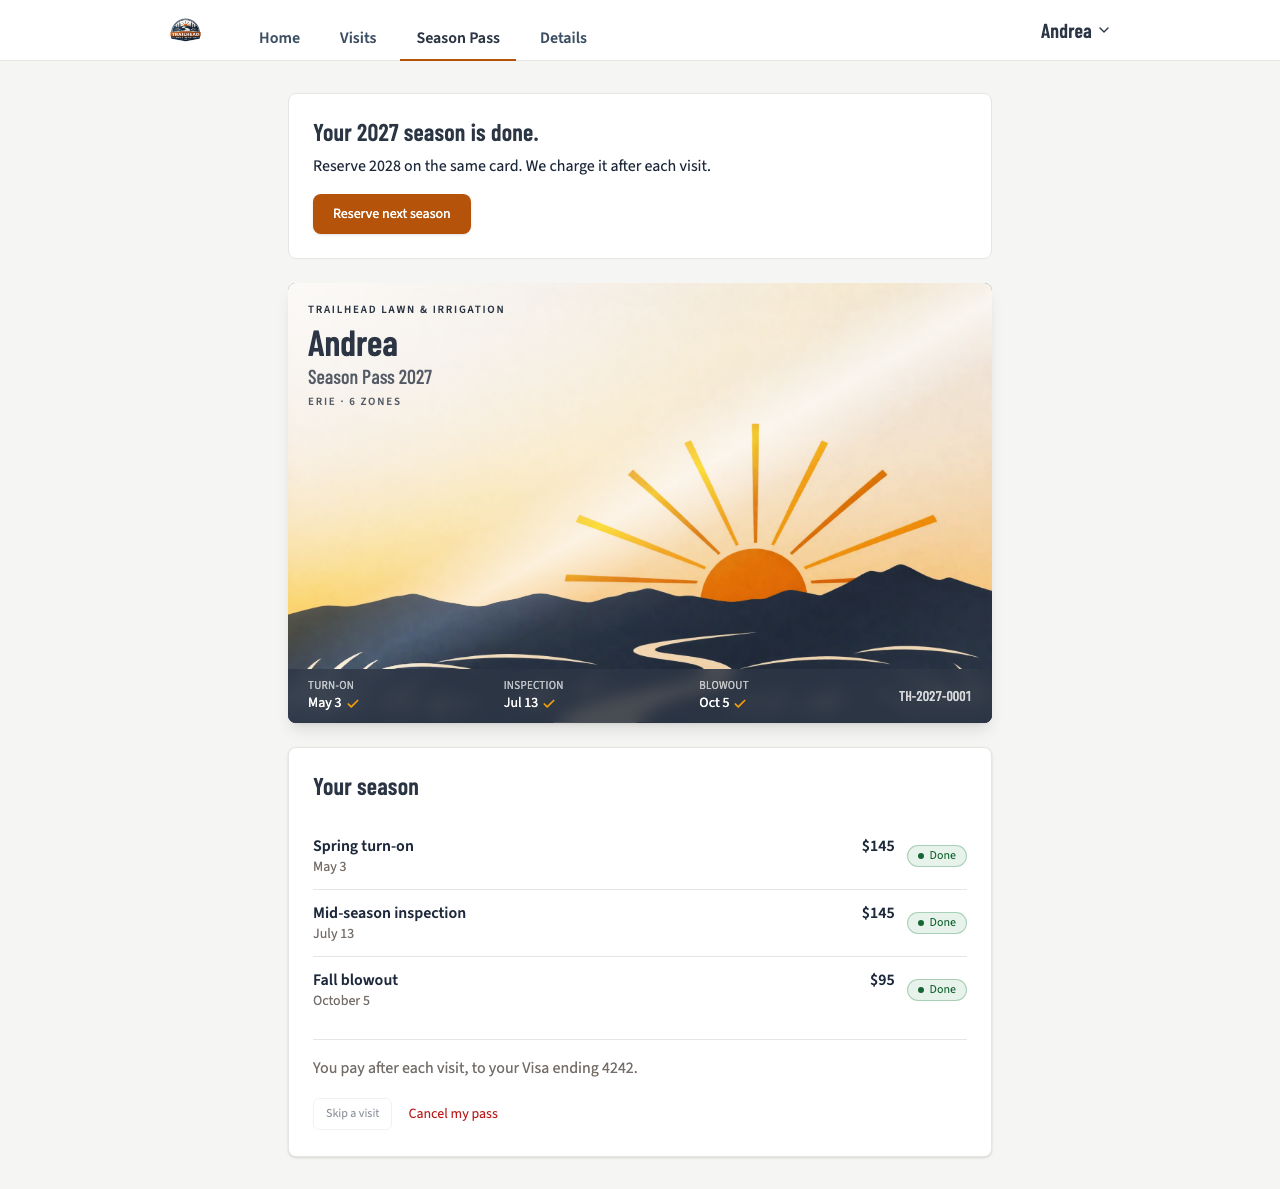 TRAILHEAD
Home
Visits
Season Pass
Details
Andrea
Your 2027 season is done.
Reserve 2028 on the same card. We charge it after each visit.
Reserve next season
TRAILHEAD LAWN & IRRIGATION
Andrea
Season Pass 2027
ERIE · 6 ZONES
TURN-ON
May 3
INSPECTION
Jul 13
BLOWOUT
Oct 5
TH-2027-0001
Your season
Spring turn-on
$145
Done
May 3
Mid-season inspection
$145
Done
July 13
Fall blowout
$95
Done
October 5
You pay after each visit, to your Visa ending 4242.
Skip a visit
Cancel my pass